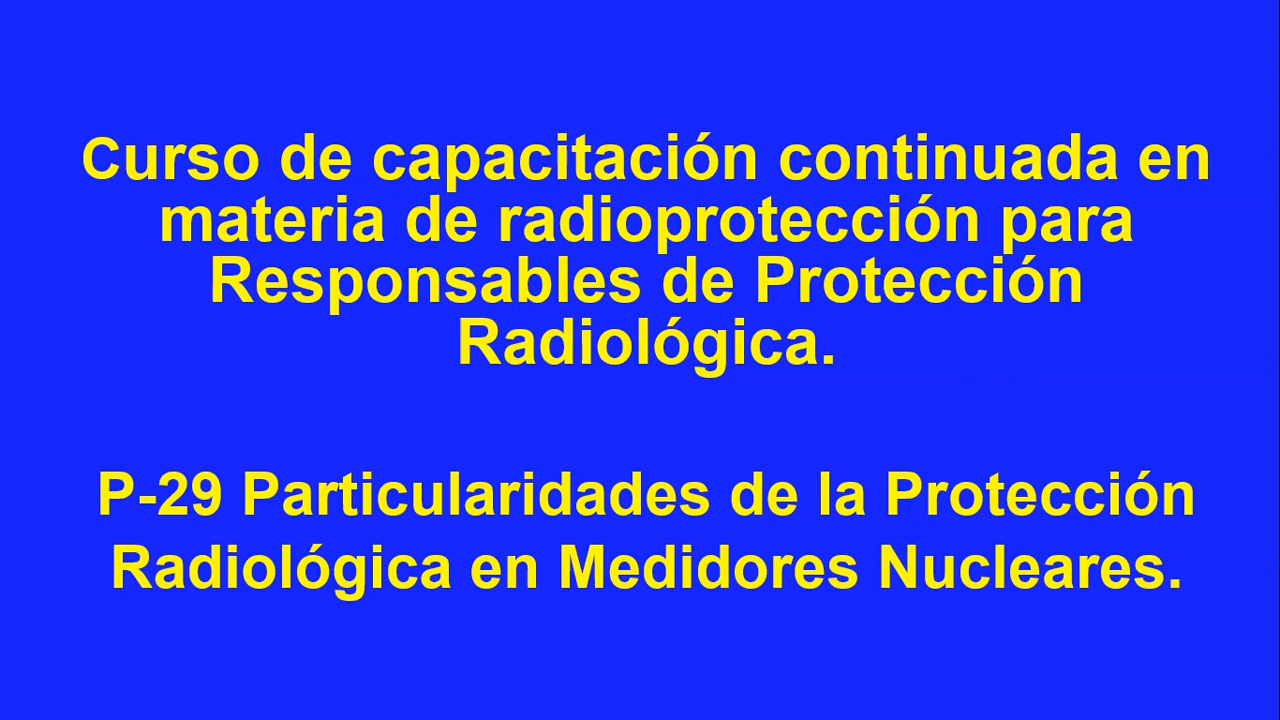 Curso de capacitación continuada en
materia de radioprotección para
Responsables de Protección
Radiológica.
P-29 Particularidades de la Protección
Radiológica en Medidores Nucleares.